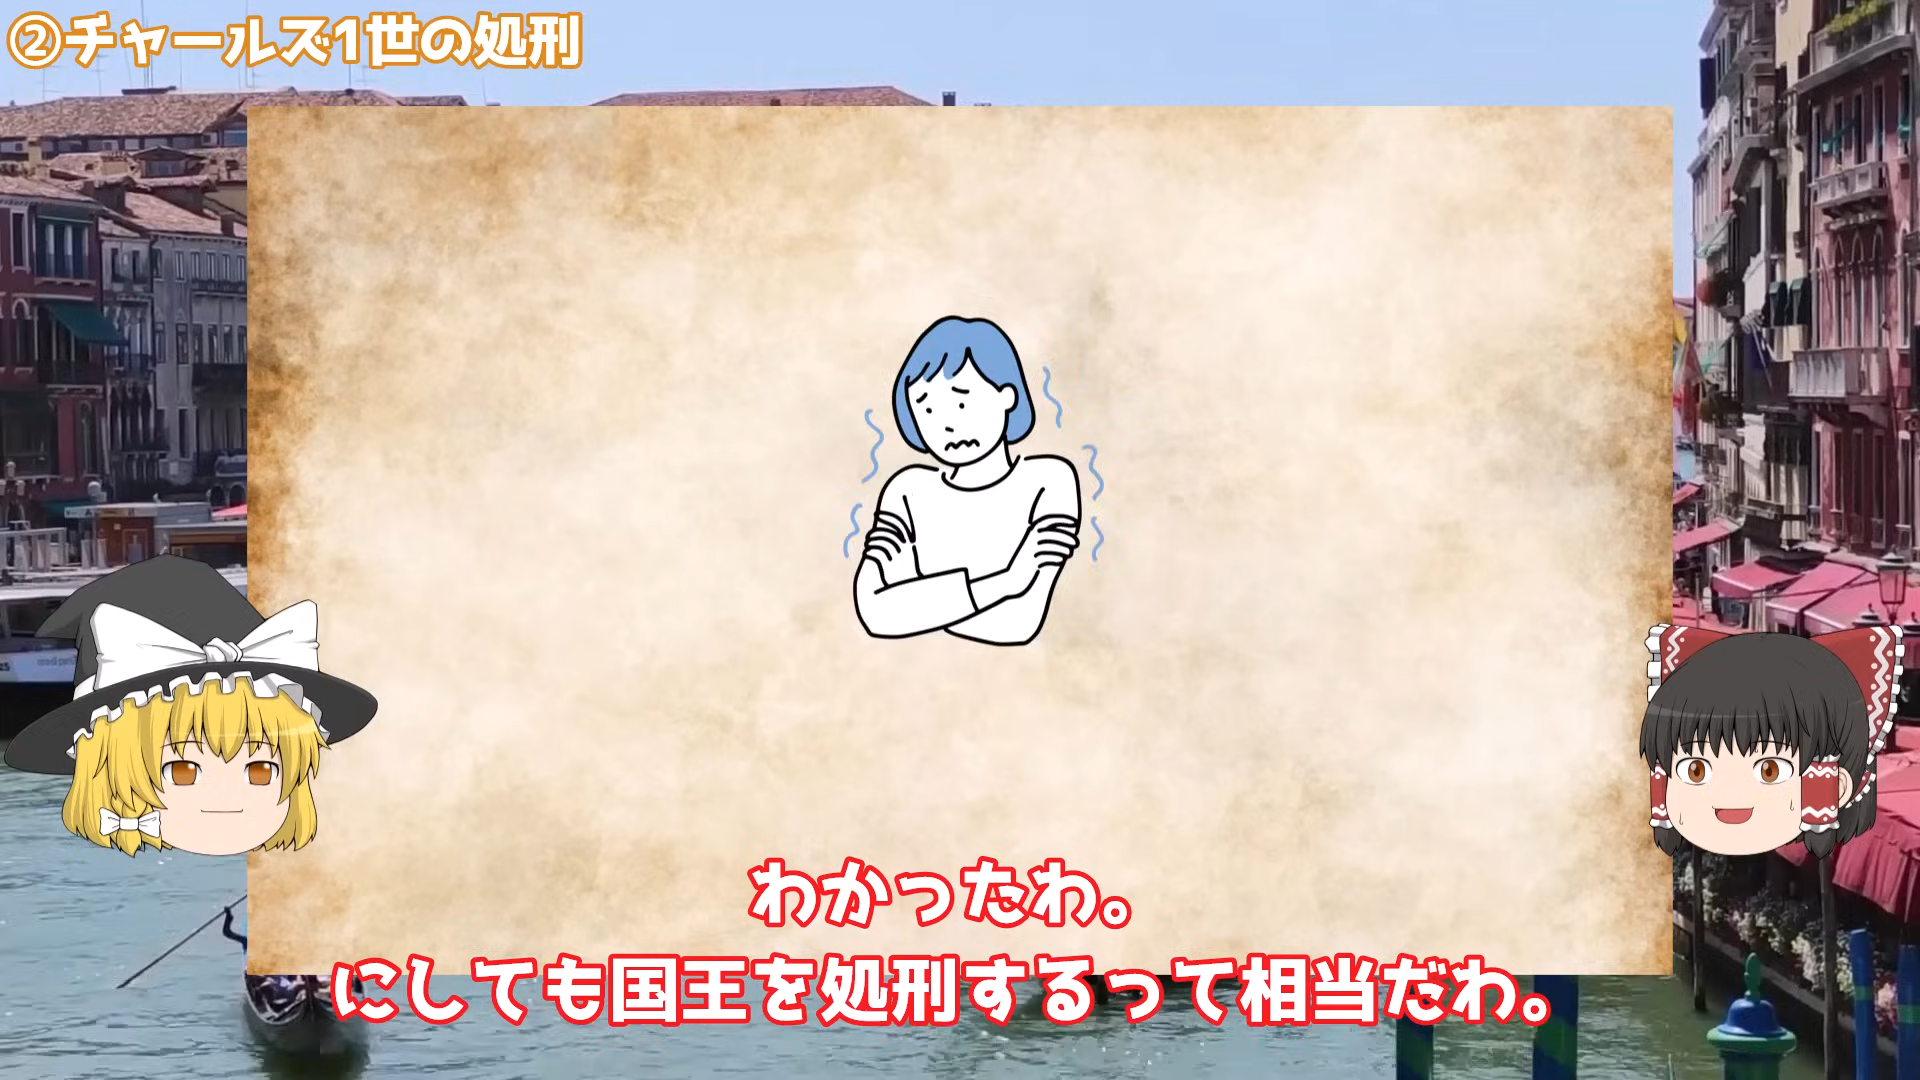 ②チャールズ1世の処刑
わかったわ。
にしても国王を処刑するって相当だわ。